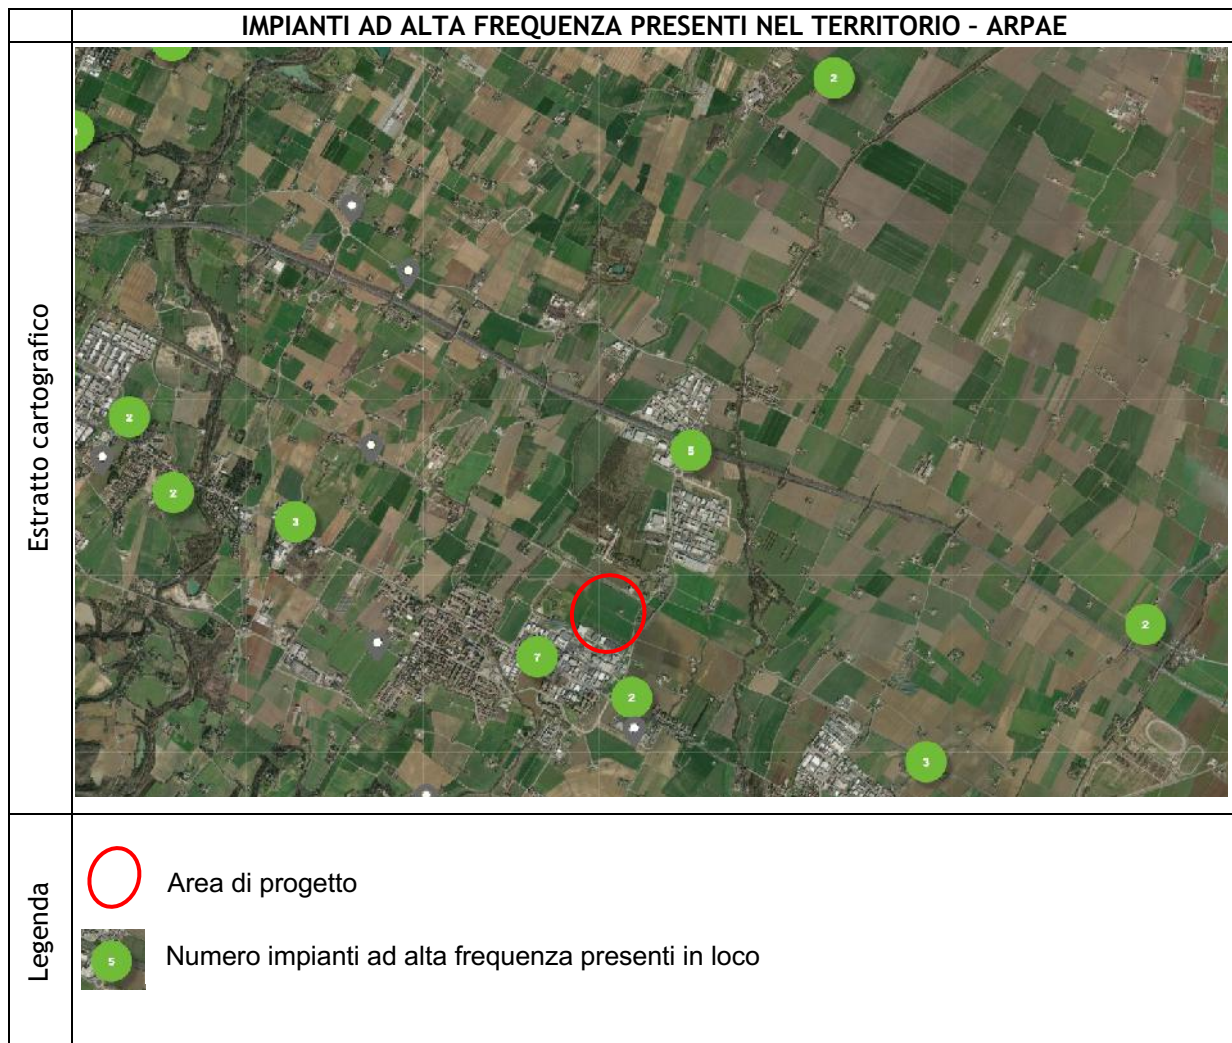 IMPIANTI AD ALTA FREQUENZA PRESENTI NEL TERRITORIO – ARPAE
Estratto cartografico
2
2
5
2
3
2
7
2
3
Legenda
Area di progetto
5
Numero impianti ad alta frequenza presenti in loco